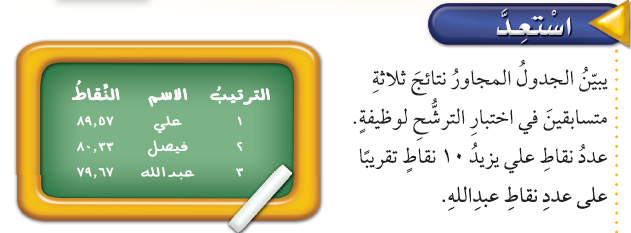 اسْتعِدَّ
يبيّنُ الجدولُ المجاورُ نتائجَ ثلاثةِ
متسابقينَ في اختبارِ الترشُّحِ لوظيفةٍ.
عددُ نقاطِ علي يزيدُ ١٠ نقاطٍ تقريبًا
على عددِ نقاطِ عبدِاللهِ.
الترتيبُ الاسم النِّقاطُ
١ علي ٨٩,٥٧
٢ فيصل ٨٠,٣٣
٣ عبدالله ٧٩,٦٧